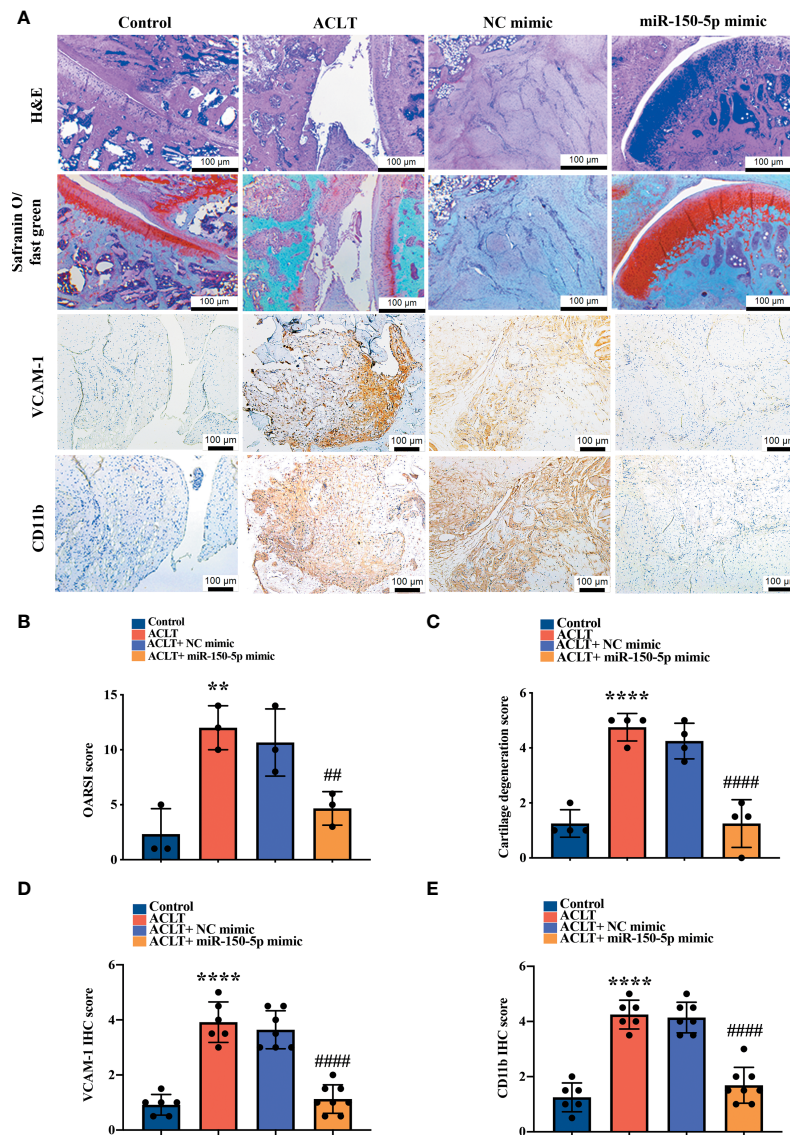 A
Control
ACLT
NC mimic
miR-150-5p mimic
H&E
100 µm
100 µm
100 µm
100 µm
Safranin O/
fast green
100 µm
100 µm
100 µm
100 µm
VCAM-1
100 µm
100 µm
100 µm
100 µm
CD11b
100 µm
100 µm
100 µm
100 µm
B
Control
ACLT
ACLT+ NC mimic
ACLT+ miR-150-5p mimic
OARSI score
15
10
5
0
**
##
C
Control
ACLT
ACLT+ NC mimic
ACLT+ miR-150-5p mimic
Cartilage degeneration score
6
4
2
0
****
####
D
Control
ACLT
ACLT+ NC mimic
ACLT+ miR-150-5p mimic
VCAM-1 IHC score
6
4
2
0
****
####
E
Control
ACLT
ACLT+ NC mimic
ACLT+ miR-150-5p mimic
CD11b IHC score
6
4
2
0
****
####